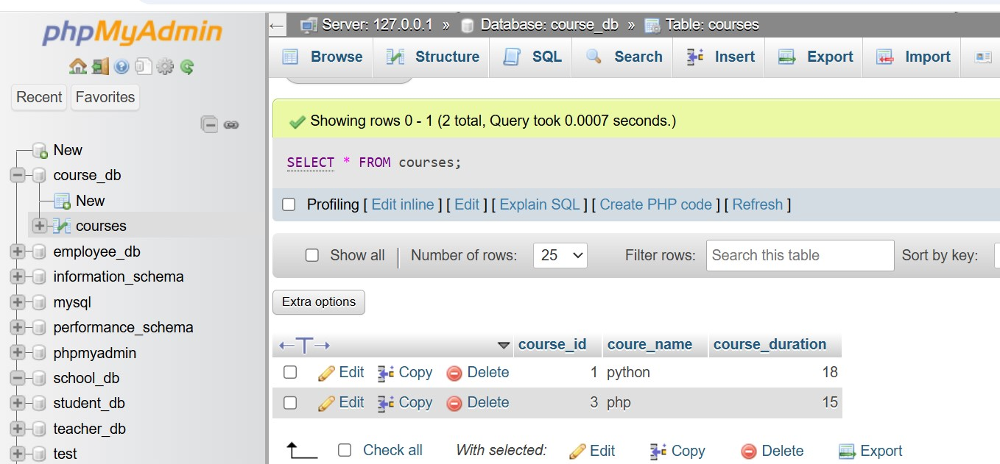 phpMyAdmin
Recent Favorites
New
course_db
New
courses
employee_db
information_schema
mysql
performance_schema
phpmyadmin
school_db
student_db
teacher_db
test
Server: 127.0.0.1 » Database: course_db » Table: courses
Browse Structure SQL Search Insert Export Import
Showing rows 0 - 1 (2 total, Query took 0.0007 seconds.)
SELECT * FROM courses;
Profiling [ Edit inline ] [ Edit ] [ Explain SQL ] [ Create PHP code ] [ Refresh ]
Show all | Number of rows: 25 Filter rows: Search this table Sort by key:
Extra options
course_id coure_name course_duration
Edit Copy Delete 1 python 18
Edit Copy Delete 3 php 15
Check all With selected: Edit Copy Delete Export